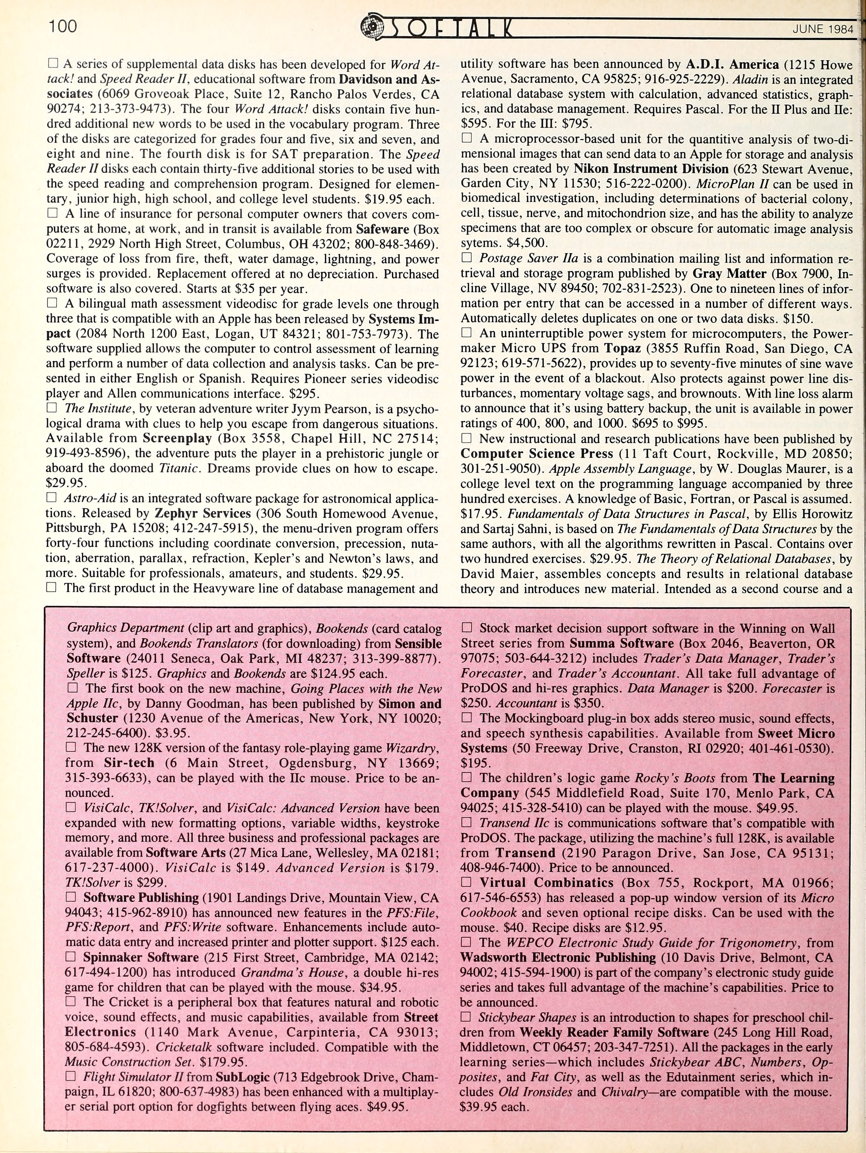 100
SOFTALK
JUNE 1984
☐ A series of supplemental data disks has been developed for Word At-
tack! and Speed Reader II, educational software from Davidson and As-
sociates (6069 Groveoak Place, Suite 12, Rancho Palos Verdes, CA
90274; 213-373-9473). The four Word Attack! disks contain five hun-
dred additional new words to be used in the vocabulary program. Three
of the disks are categorized for grades four and five, six and seven, and
eight and nine. The fourth disk is for SAT preparation. The Speed
Reader II disks each contain thirty-five additional stories to be used with
the speed reading and comprehension program. Designed for elemen-
tary, junior high, high school, and college level students. $19.95 each.
☐ A line of insurance for personal computer owners that covers com-
puters at home, at work, and in transit is available from Safeware (Box
02211, 2929 North High Street, Columbus, OH 43202; 800-848-3469).
Coverage of loss from fire, theft, water damage, lightning, and power
surges is provided. Replacement offered at no depreciation. Purchased
software is also covered. Starts at $35 per year.
☐ A bilingual math assessment videodisc for grade levels one through
three that is compatible with an Apple has been released by Systems Im-
pact (2084 North 1200 East, Logan, UT 84321; 801-753-7973). The
software supplied allows the computer to control assessment of learning
and perform a number of data collection and analysis tasks. Can be pre-
sented in either English or Spanish. Requires Pioneer series videodisc
player and Allen communications interface. $295.
☐ The Institute, by veteran adventure writer Jyym Pearson, is a psycho-
logical drama with clues to help you escape from dangerous situations.
Available from Screenplay (Box 3558, Chapel Hill, NC 27514;
919-493-8596), the adventure puts the player in a prehistoric jungle or
aboard the doomed Titanic. Dreams provide clues on how to escape.
$29.95.
☐ Astro-Aid is an integrated software package for astronomical applica-
tions. Released by Zephyr Services (306 South Homewood Avenue,
Pittsburgh, PA 15208; 412-247-5915), the menu-driven program offers
forty-four functions including coordinate conversion, precession, nuta-
tion, aberration, parallax, refraction, Kepler's and Newton's laws, and
more. Suitable for professionals, amateurs, and students. $29.95.
☐ The first product in the Heavyware line of database management and
utility software has been announced by A.D.I. America (1215 Howe
Avenue, Sacramento, CA 95825; 916-925-2229). Aladin is an integrated
relational database system with calculation, advanced statistics, graph-
ics, and database management. Requires Pascal. For the II Plus and IIe:
$595. For the III: $795.
☐ A microprocessor-based unit for the quantitive analysis of two-di-
mensional images that can send data to an Apple for storage and analysis
has been created by Nikon Instrument Division (623 Stewart Avenue,
Garden City, NY 11530; 516-222-0200). MicroPlan II can be used in
biomedical investigation, including determinations of bacterial colony,
cell, tissue, nerve, and mitochondrion size, and has the ability to analyze
specimens that are too complex or obscure for automatic image analysis
sytems. $4,500.
☐ Postage Saver IIa is a combination mailing list and information re-
trieval and storage program published by Gray Matter (Box 7900, In-
cline Village, NV 89450; 702-831-2523). One to nineteen lines of infor-
mation per entry that can be accessed in a number of different ways.
Automatically deletes duplicates on one or two data disks. $150.
☐ An uninterruptible power system for microcomputers, the Power-
maker Micro UPS from Topaz (3855 Ruffin Road, San Diego, CA
92123; 619-571-5622), provides up to seventy-five minutes of sine wave
power in the event of a blackout. Also protects against power line dis-
turbances, momentary voltage sags, and brownouts. With line loss alarm
to announce that it's using battery backup, the unit is available in power
ratings of 400, 800, and 1000. $695 to $995.
☐ New instructional and research publications have been published by
Computer Science Press (11 Taft Court, Rockville, MD 20850;
301-251-9050). Apple Assembly Language, by W. Douglas Maurer, is a
college level text on the programming language accompanied by three
hundred exercises. A knowledge of Basic, Fortran, or Pascal is assumed.
$17.95. Fundamentals of Data Structures in Pascal, by Ellis Horowitz
and Sartaj Sahni, is based on The Fundamentals of Data Structures by the
same authors, with all the algorithms rewritten in Pascal. Contains over
two hundred exercises. $29.95. The Theory of Relational Databases, by
David Maier, assembles concepts and results in relational database
theory and introduces new material. Intended as a second course and a
Graphics Department (clip art and graphics), Bookends (card catalog
system), and Bookends Translators (for downloading) from Sensible
Software (24011 Seneca, Oak Park, MI 48237; 313-399-8877).
Speller is $125. Graphics and Bookends are $124.95 each.
☐ The first book on the new machine, Going Places with the New
Apple IIc, by Danny Goodman, has been published by Simon and
Schuster (1230 Avenue of the Americas, New York, NY 10020;
212-245-6400). $3.95.
☐ The new 128K version of the fantasy role-playing game Wizardry,
from Sir-tech (6 Main Street, Ogdensburg, NY 13669;
315-393-6633), can be played with the IIc mouse. Price to be an-
nounced.
☐ VisiCalc, TK!Solver, and VisiCalc: Advanced Version have been
expanded with new formatting options, variable widths, keystroke
memory, and more. All three business and professional packages are
available from Software Arts (27 Mica Lane, Wellesley, MA 02181;
617-237-4000). VisiCalc is $149. Advanced Version is $179.
TK!Solver is $299.
☐ Software Publishing (1901 Landings Drive, Mountain View, CA
94043; 415-962-8910) has announced new features in the PFS:File,
PFS:Report, and PFS:Write software. Enhancements include auto-
matic data entry and increased printer and plotter support. $125 each.
☐ Spinnaker Software (215 First Street, Cambridge, MA 02142;
617-494-1200) has introduced Grandma's House, a double hi-res
game for children that can be played with the mouse. $34.95.
☐ The Cricket is a peripheral box that features natural and robotic
voice, sound effects, and music capabilities, available from Street
Electronics (1140 Mark Avenue, Carpinteria, CA 93013;
805-684-4593). Cricketalk software included. Compatible with the
Music Construction Set. $179.95.
☐ Flight Simulator II from SubLogic (713 Edgebrook Drive, Cham-
paign, IL 61820; 800-637-4983) has been enhanced with a multiplay-
er serial port option for dogfights between flying aces. $49.95.
☐ Stock market decision support software in the Winning on Wall
Street series from Summa Software (Box 2046, Beaverton, OR
97075; 503-644-3212) includes Trader's Data Manager, Trader's
Forecaster, and Trader's Accountant. All take full advantage of
ProDOS and hi-res graphics. Data Manager is $200. Forecaster is
$250. Accountant is $350.
☐ The Mockingboard plug-in box adds stereo music, sound effects,
and speech synthesis capabilities. Available from Sweet Micro
Systems (50 Freeway Drive, Cranston, RI 02920; 401-461-0530).
$195.
☐ The children's logic game Rocky's Boots from The Learning
Company (545 Middlefield Road, Suite 170, Menlo Park, CA
94025; 415-328-5410) can be played with the mouse. $49.95.
☐ Transend IIc is communications software that's compatible with
ProDOS. The package, utilizing the machine's full 128K, is available
from Transend (2190 Paragon Drive, San Jose, CA 95131;
408-946-7400). Price to be announced.
☐ Virtual Combinatics (Box 755, Rockport, MA 01966;
617-546-6553) has released a pop-up window version of its Micro
Cookbook and seven optional recipe disks. Can be used with the
mouse. $40. Recipe disks are $12.95.
☐ The WEPCO Electronic Study Guide for Trigonometry, from
Wadsworth Electronic Publishing (10 Davis Drive, Belmont, CA
94002; 415-594-1900) is part of the company's electronic study guide
series and takes full advantage of the machine's capabilities. Price to
be announced.
☐ Stickybear Shapes is an introduction to shapes for preschool chil-
dren from Weekly Reader Family Software (245 Long Hill Road,
Middletown, CT 06457; 203-347-7251). All the packages in the early
learning series—which includes Stickybear ABC, Numbers, Op-
posites, and Fat City, as well as the Edutainment series, which in-
cludes Old Ironsides and Chivalry—are compatible with the mouse.
$39.95 each.